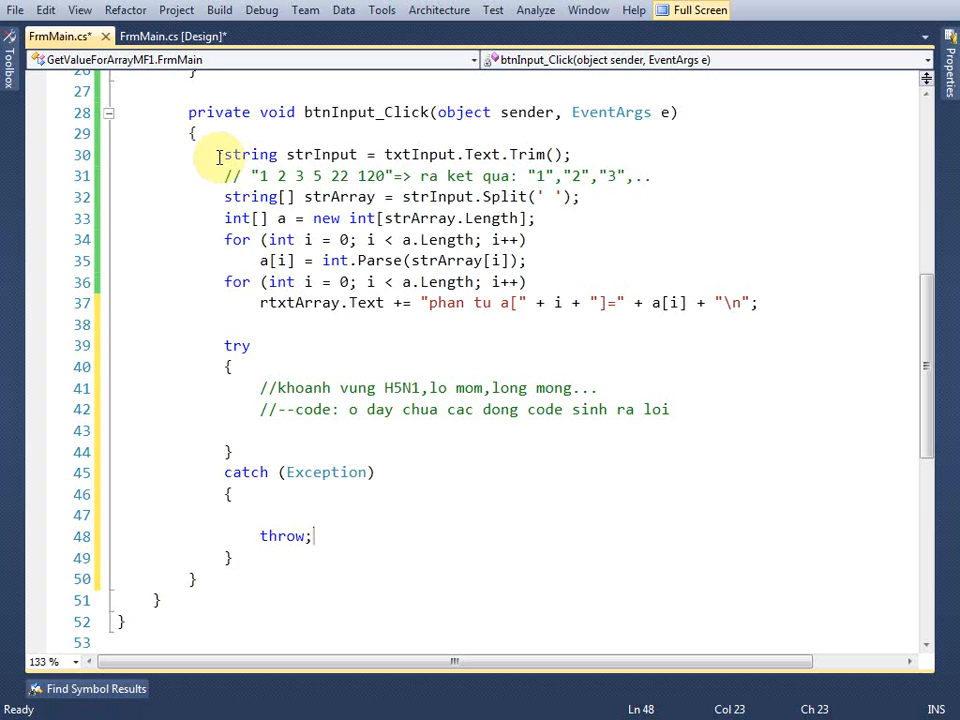 File Edit View Refactor Project Build Debug Team Data Tools Architecture Test Analyze Window Help Full Screen
FrmMain.cs* FrmMain.cs [Design]*
Toolbox
Properties
GetValueForArrayMF1.FrmMain btnInput_Click(object sender, EventArgs e)
26 }
27
28 private void btnInput_Click(object sender, EventArgs e)
29 {
30 string strInput = txtInput.Text.Trim();
31 // "1 2 3 5 22 120"=> ra ket qua: "1","2","3",..
32 string[] strArray = strInput.Split(' ');
33 int[] a = new int[strArray.Length];
34 for (int i = 0; i < a.Length; i++)
35 a[i] = int.Parse(strArray[i]);
36 for (int i = 0; i < a.Length; i++)
37 rtxtArray.Text += "phan tu a[" + i + "]=" + a[i] + "\n";
38
39 try
40 {
41 //khoanh vung H5N1,lo mom,long mong...
42 //--code: o day chua cac dong code sinh ra loi
43
44 }
45 catch (Exception)
46 {
47
48 throw;
49 }
50 }
51 }
52 }
53
133 %
Find Symbol Results
Ready Ln 48 Col 23 Ch 23 INS